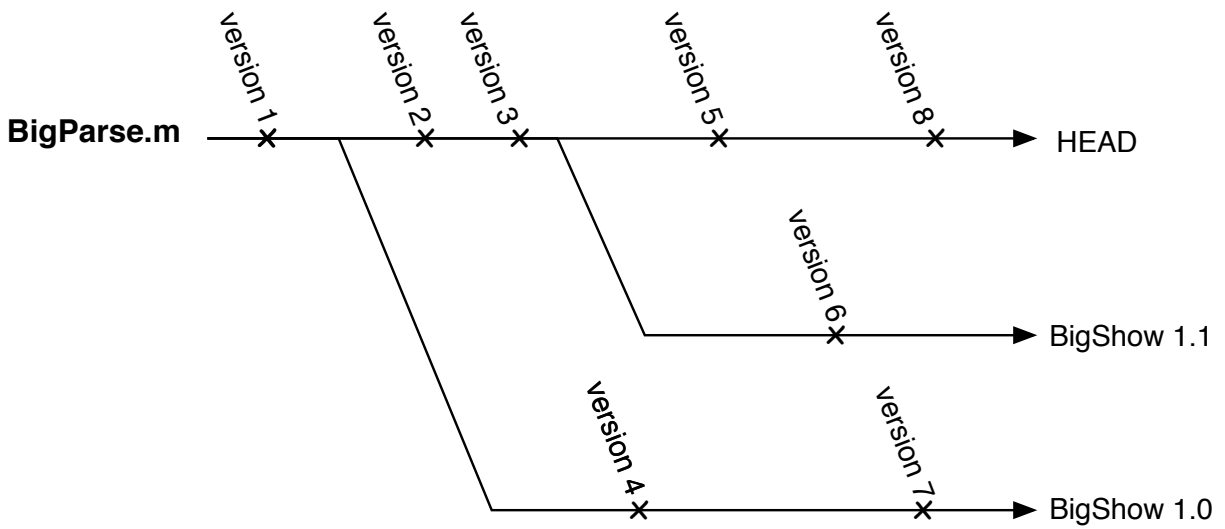 version 1
version 2
version 3
version 5
version 8
BigParse.m
HEAD
version 6
BigShow 1.1
version 4
version 7
BigShow 1.0